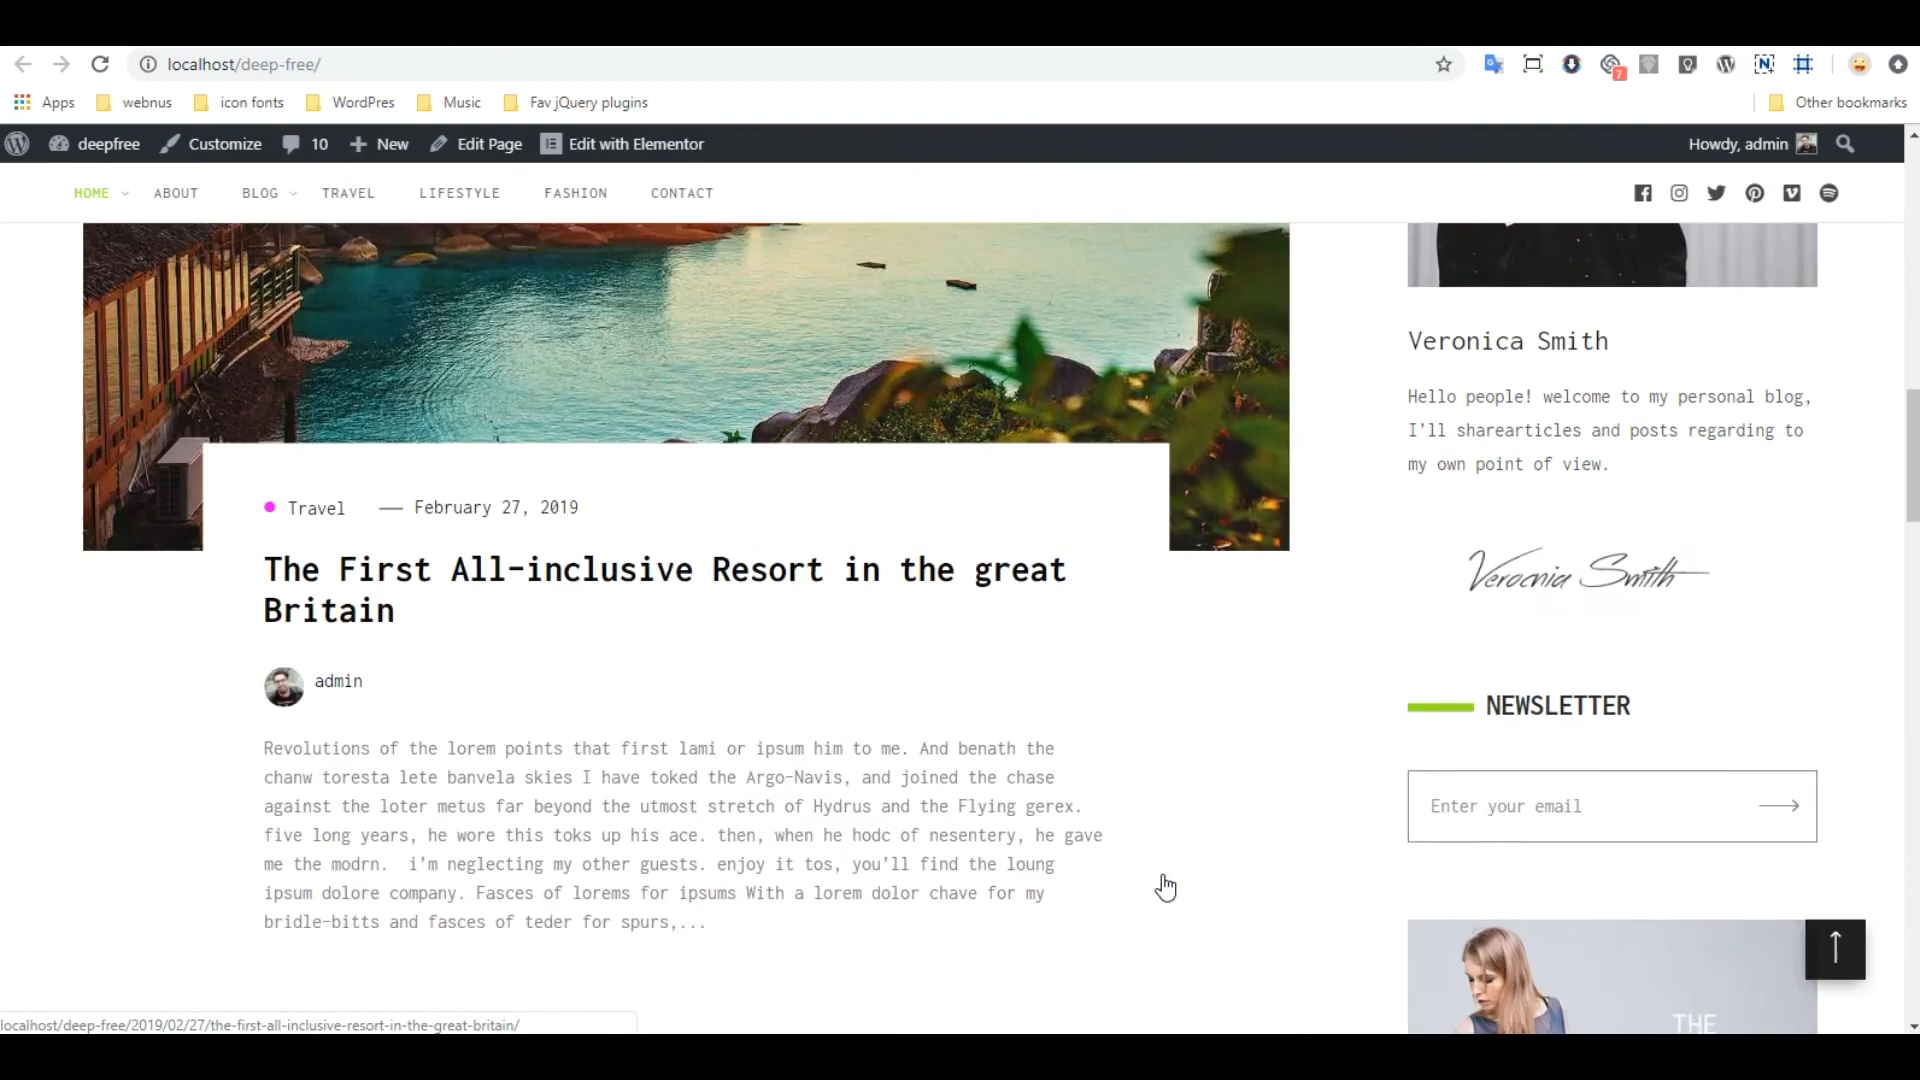 localhost/deep-free/
7
Apps webnus icon fonts WordPres Music Fav jQuery plugins Other bookmarks
deepfree Customize 10 New Edit Page Edit with Elementor Howdy, admin
HOME ABOUT BLOG TRAVEL LIFESTYLE FASHION CONTACT
Travel February 27, 2019
The First All-inclusive Resort in the great
Britain
admin
Revolutions of the lorem points that first lami or ipsum him to me. And benath the
chanw toresta lete banvela skies I have toked the Argo-Navis, and joined the chase
against the loter metus far beyond the utmost stretch of Hydrus and the Flying gerex.
five long years, he wore this toks up his ace. then, when he hodc of nesentery, he gave
me the modrn. i’m neglecting my other guests. enjoy it tos, you’ll find the loung
ipsum dolore company. Fasces of lorems for ipsums With a lorem dolor chave for my
bridle-bitts and fasces of teder for spurs,...
Veronica Smith
Hello people! welcome to my personal blog,
I’ll sharearticles and posts regarding to
my own point of view.
Verocnia Smith
NEWSLETTER
Enter your email
THE
localhost/deep-free/2019/02/27/the-first-all-inclusive-resort-in-the-great-britain/